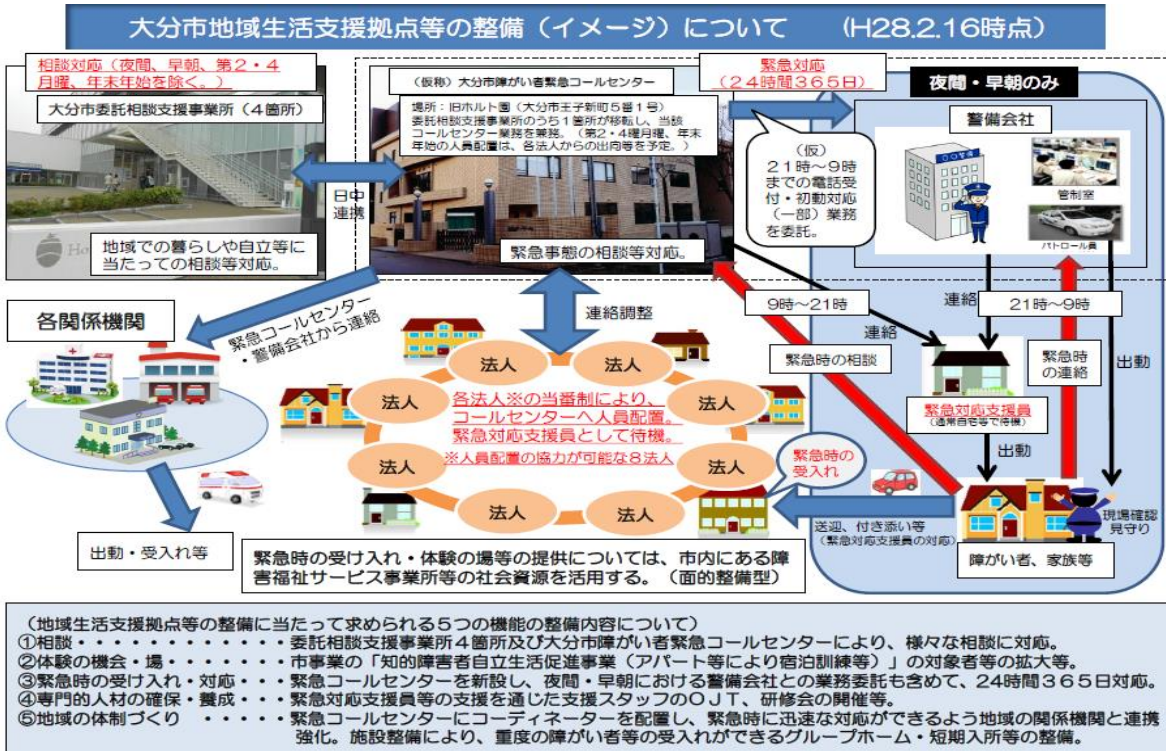 大分市地域生活支援拠点等の整備（イメージ）について　（H28.2.16時点）
相談対応（夜間、早朝、第2・4
月曜、年末年始を除く。）
大分市委託相談支援事業所（4箇所）
地域での暮らしや自立等に
当たっての相談等対応。
日中
連携
（仮称）大分市障がい者緊急コールセンター
場所：旧ホルト園（大分市王子新町5番1号）
委託相談支援事業所のうち1箇所が移転し、当該
コールセンター業務を兼務。（第2・4曜月曜、年末
年始の人員配置は、各法人からの出向等を予定。）
緊急事態の相談等対応。
緊急対応
（24時間365日）
（仮）
21時～9時
までの電話受
付・初動対応
（一部）業務
を委託。
夜間・早朝のみ
警備会社
管制室
パトロール員
各関係機関
緊急コールセンター
・警備会社から連絡
出動・受入れ等
連絡調整
法人
法人
法人
法人
法人
法人
法人
法人
各法人※の当番制により、
コールセンターへ人員配置。
緊急対応支援員として待機。
※人員配置の協力が可能な8法人
緊急時の
受入れ
9時～21時
連絡
緊急時の相談
連絡
21時～9時
緊急時
の連絡
出動
緊急対応支援員
（通常自宅等で待機）
出動
送迎、付き添い等
（緊急対応支援員の対応）
現場確認
見守り
障がい者、家族等
緊急時の受け入れ・体験の場等の提供については、市内にある障
害福祉サービス事業所等の社会資源を活用する。（面的整備型）
（地域生活支援拠点等の整備に当たって求められる5つの機能の整備内容について）
①相談・・・・・・・・・・・・委託相談支援事業所4箇所及び大分市障がい者緊急コールセンターにより、様々な相談に対応。
②体験の機会・場・・・・・・・市事業の「知的障害者自立生活促進事業（アパート等により宿泊訓練等）」の対象者等の拡大等。
③緊急時の受け入れ・対応・・・緊急コールセンターを新設し、夜間・早朝における警備会社との業務委託も含めて、24時間365日対応。
④専門的人材の確保・養成・・・緊急対応支援員等の支援を通じた支援スタッフのOJT、研修会の開催等。
⑤地域の体制づくり　・・・・・緊急コールセンターにコーディネーターを配置し、緊急時に迅速な対応ができるよう地域の関係機関と連携
強化。施設整備により、重度の障がい者等の受入れができるグループホーム・短期入所等の整備。